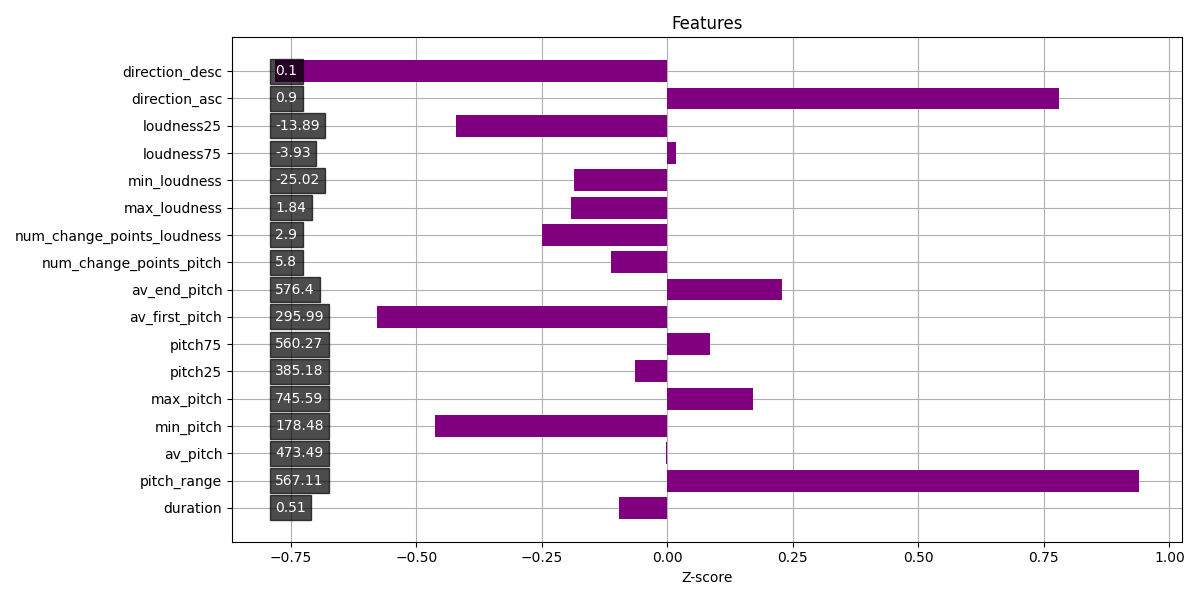 Features
direction_desc 0.1
direction_asc 0.9
loudness25 -13.89
loudness75 -3.93
min_loudness -25.02
max_loudness 1.84
num_change_points_loudness 2.9
num_change_points_pitch 5.8
av_end_pitch 576.4
av_first_pitch 295.99
pitch75 560.27
pitch25 385.18
max_pitch 745.59
min_pitch 178.48
av_pitch 473.49
pitch_range 567.11
duration 0.51
−0.75 −0.50 −0.25 0.00 0.25 0.50 0.75 1.00
Z-score